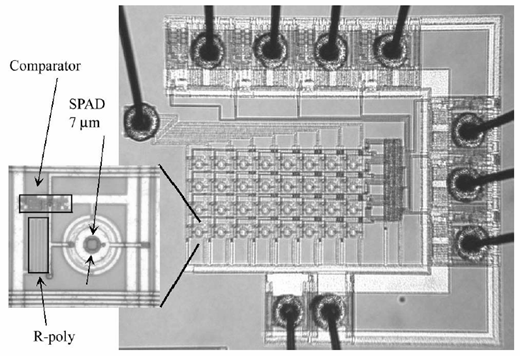 Comparator
SPAD
7 μm
R-poly